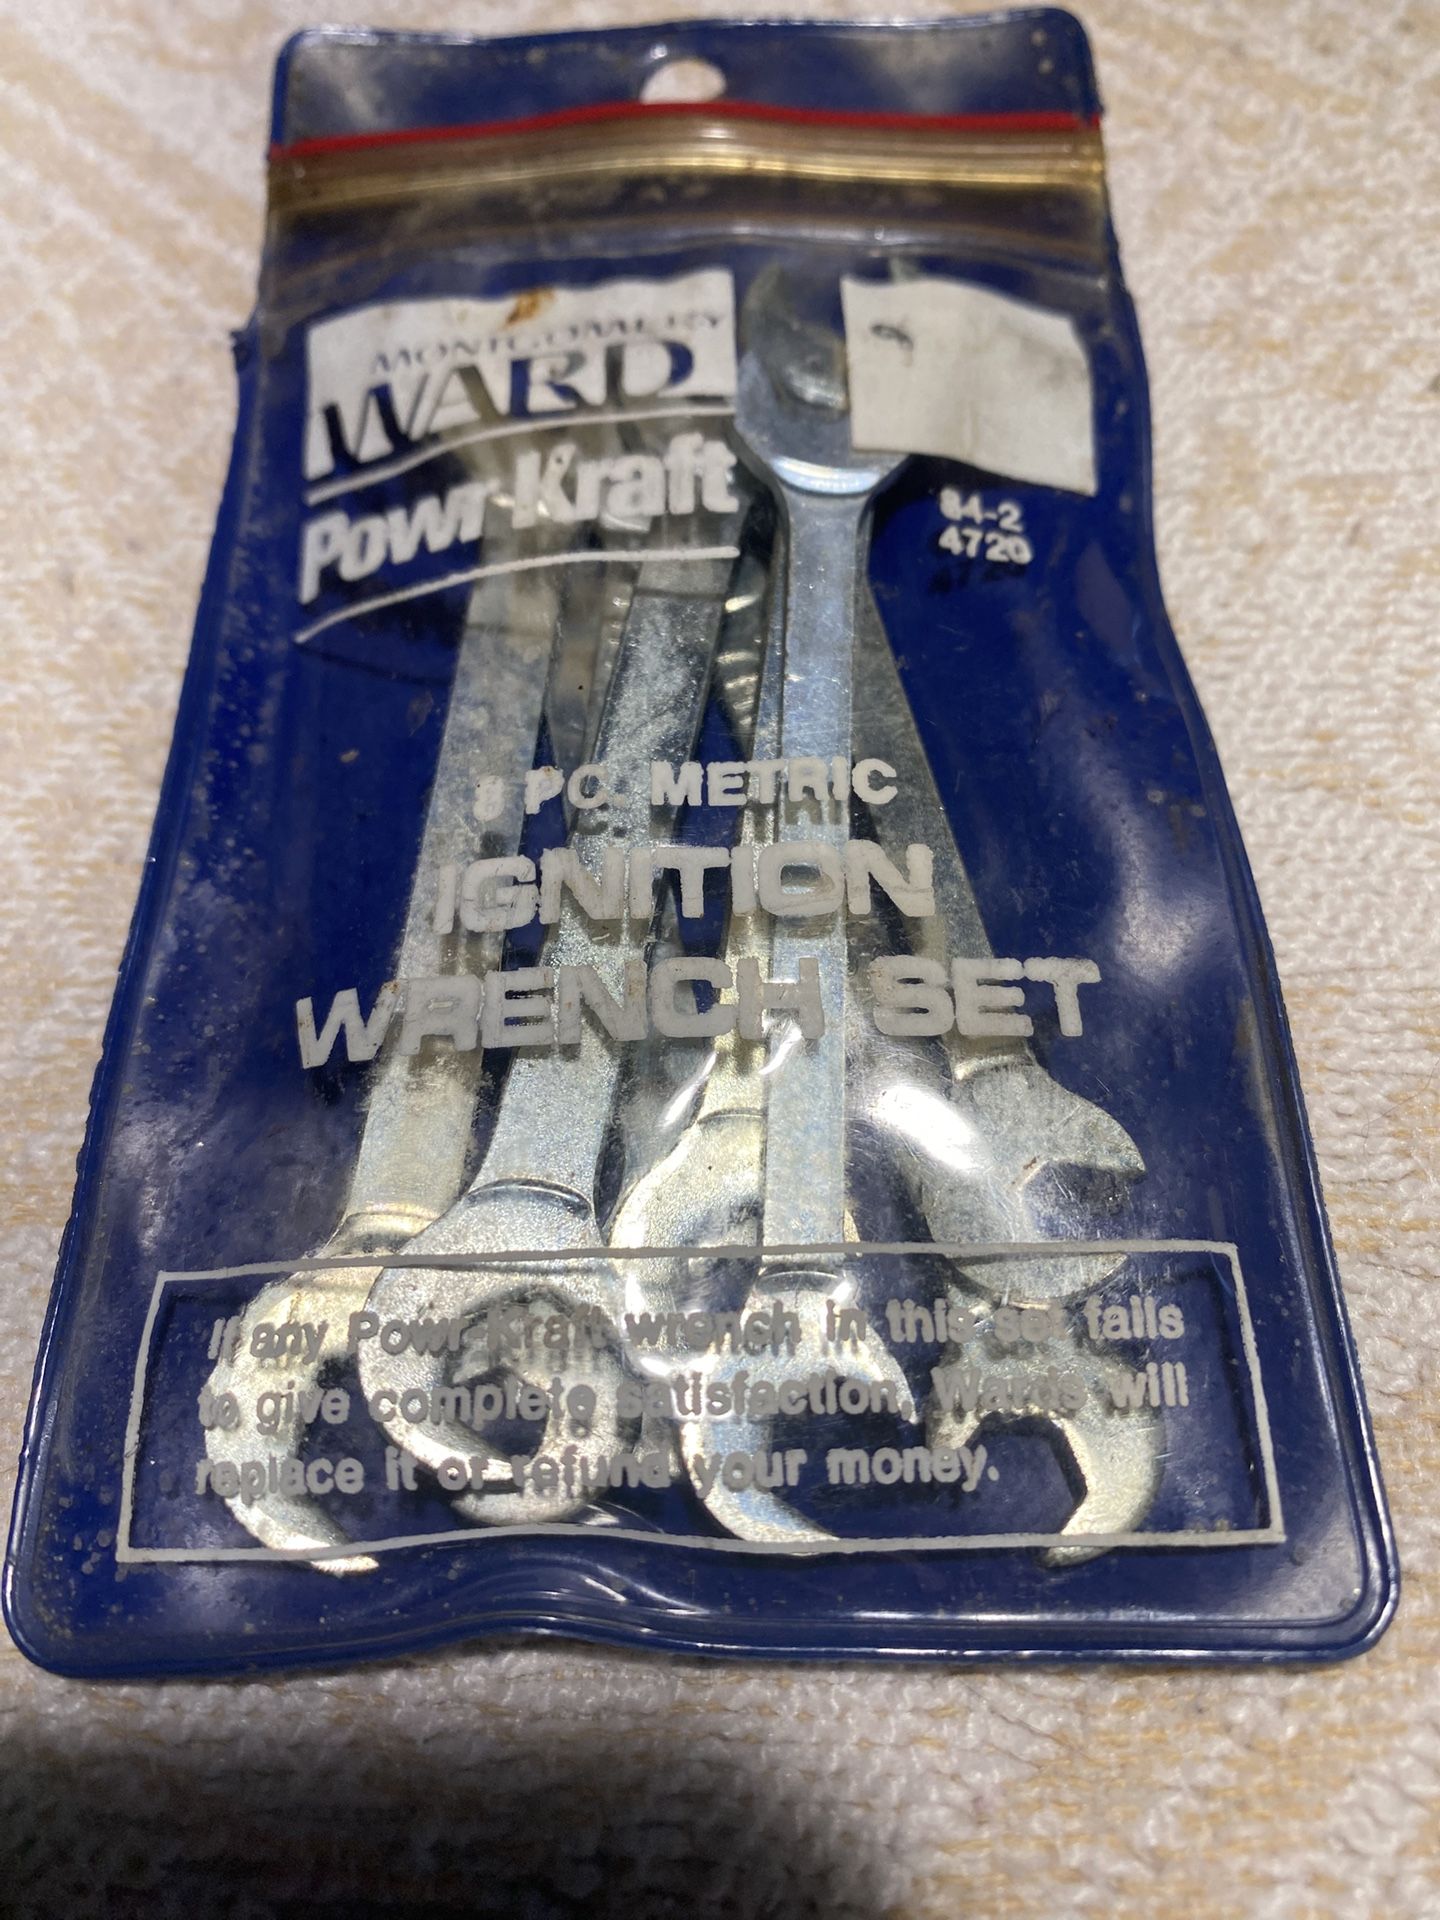 MONTGOMERY
WARD
Powr-Kraft
84-2
4720
8 PC. METRIC
IGNITION
WRENCH SET
If any Powr-Kraft wrench in this set fails
to give complete satisfaction, Wards will
replace it or refund your money.